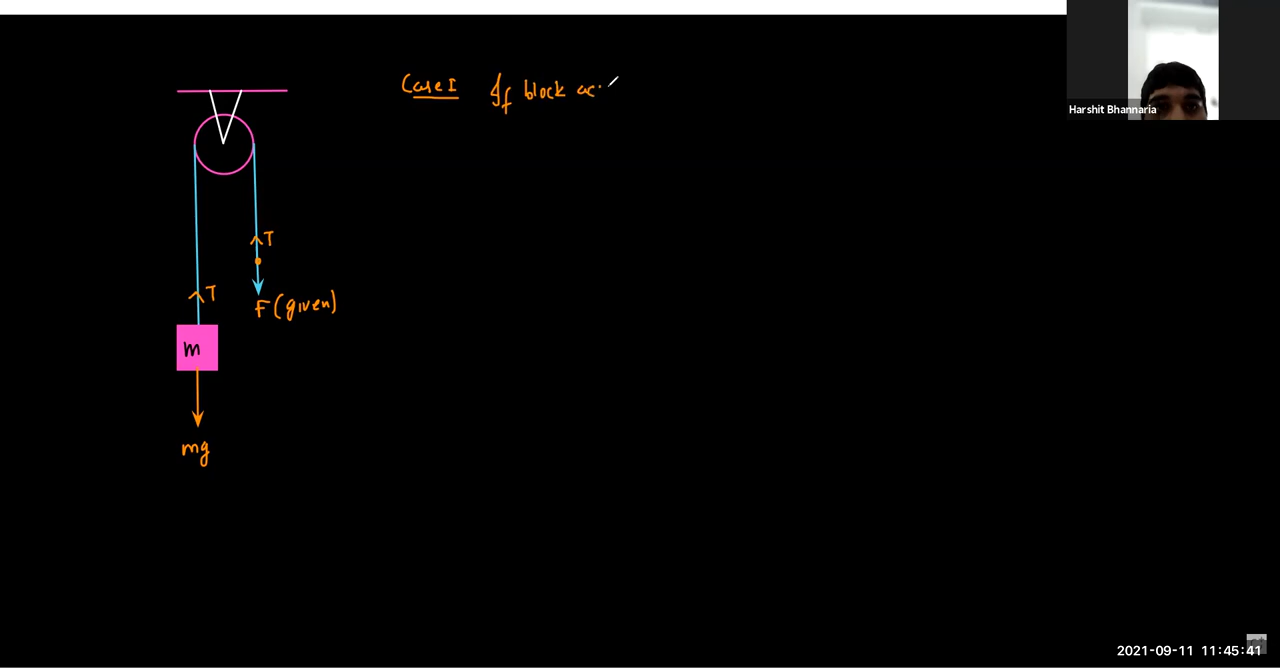 Case I If block ac
Harshit Bhannaria
T
T
F (given)
m
mg
2021-09-11 11:45:41